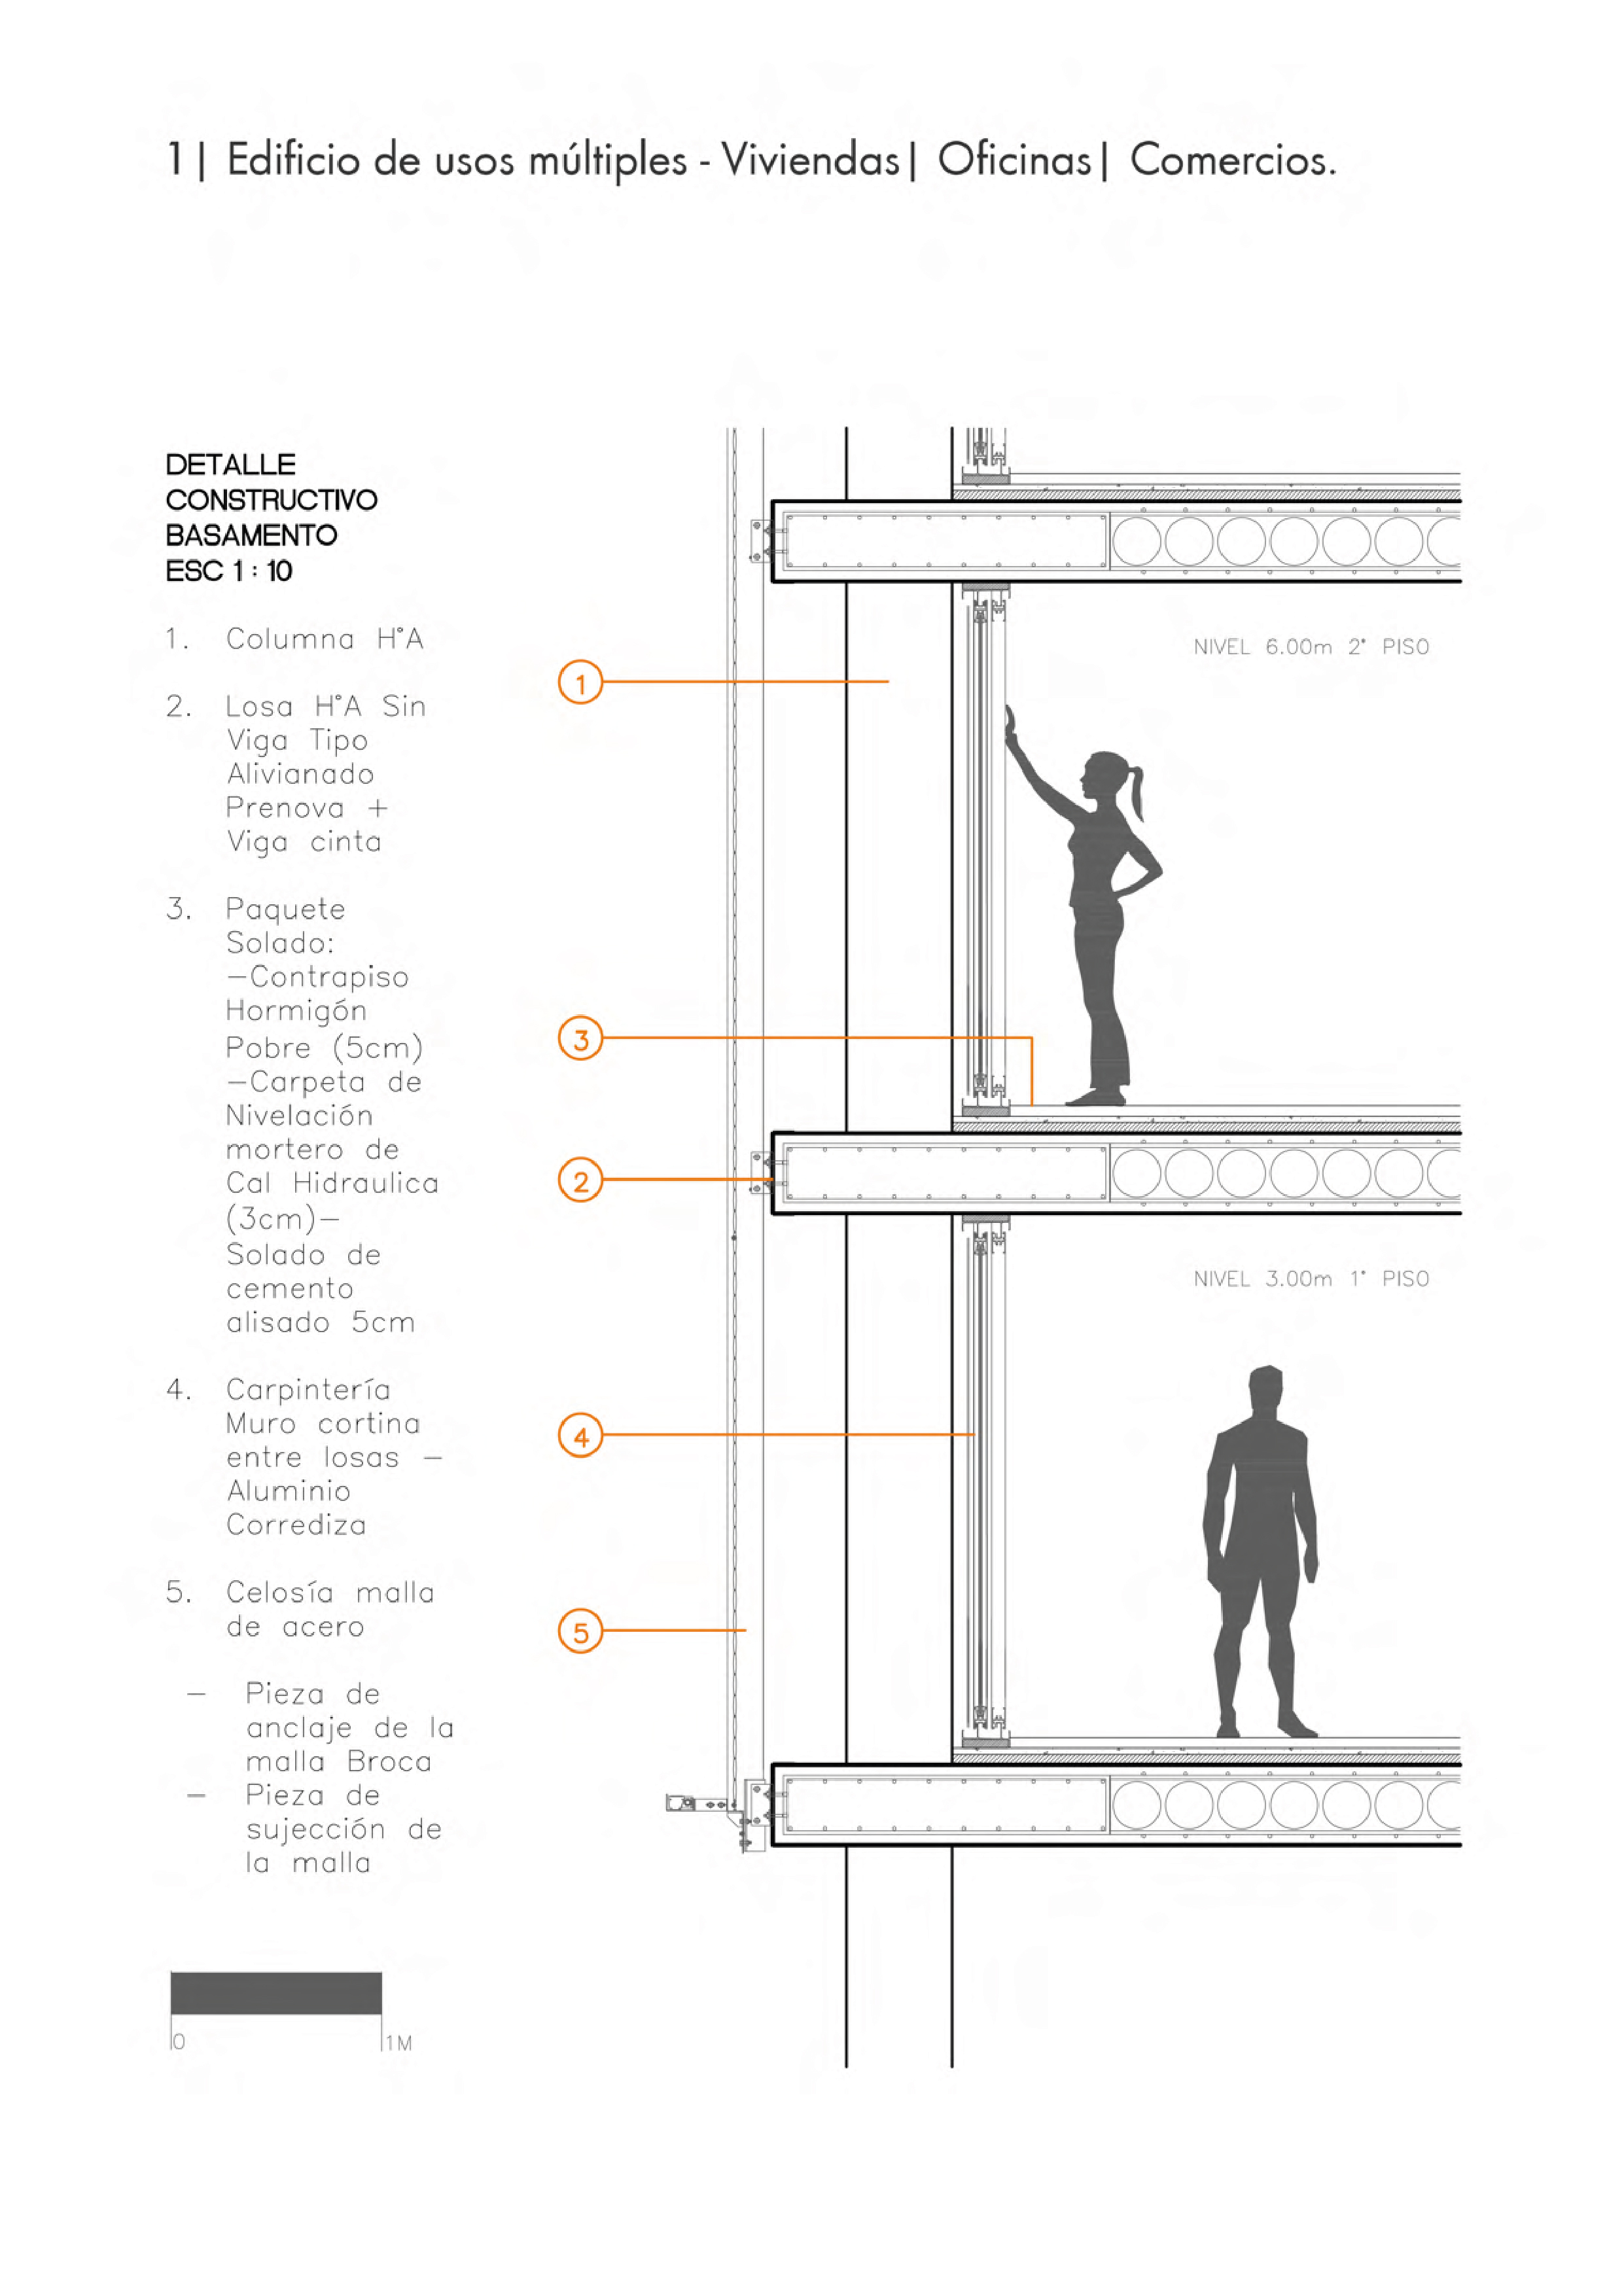 1| Edificio de usos múltiples - Viviendas| Oficinas| Comercios.
DETALLE
CONSTRUCTIVO
BASAMENTO
ESC 1 : 10
1. Columna H°A
2. Losa H°A Sin
Viga Tipo
Alivianado
Prenova +
Viga cinta
3. Paquete
Solado:
-Contrapiso
Hormigón
Pobre (5cm)
-Carpeta de
Nivelación
mortero de
Cal Hidraulica
(3cm)-
Solado de
cemento
alisado 5cm
4. Carpintería
Muro cortina
entre losas -
Aluminio
Corrediza
5. Celosía malla
de acero
- Pieza de
anclaje de la
malla Broca
- Pieza de
sujección de
la malla
0 1M
NIVEL 6.00m 2° PISO
1
3
2
NIVEL 3.00m 1° PISO
4
5